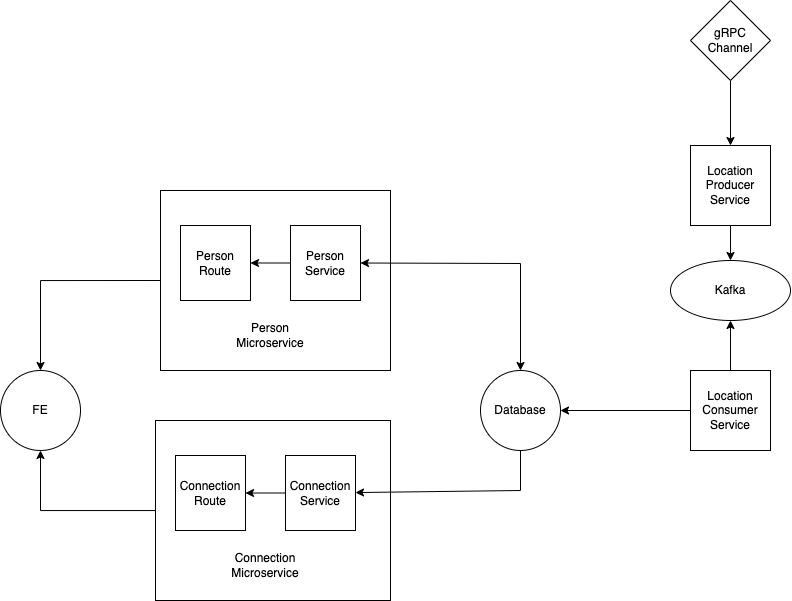 gRPC
Channel
Location
Producer
Service
Person
Route
Person
Service
Kafka
Person
Microservice
FE
Database
Location
Consumer
Service
Connection
Route
Connection
Service
Connection
Microservice